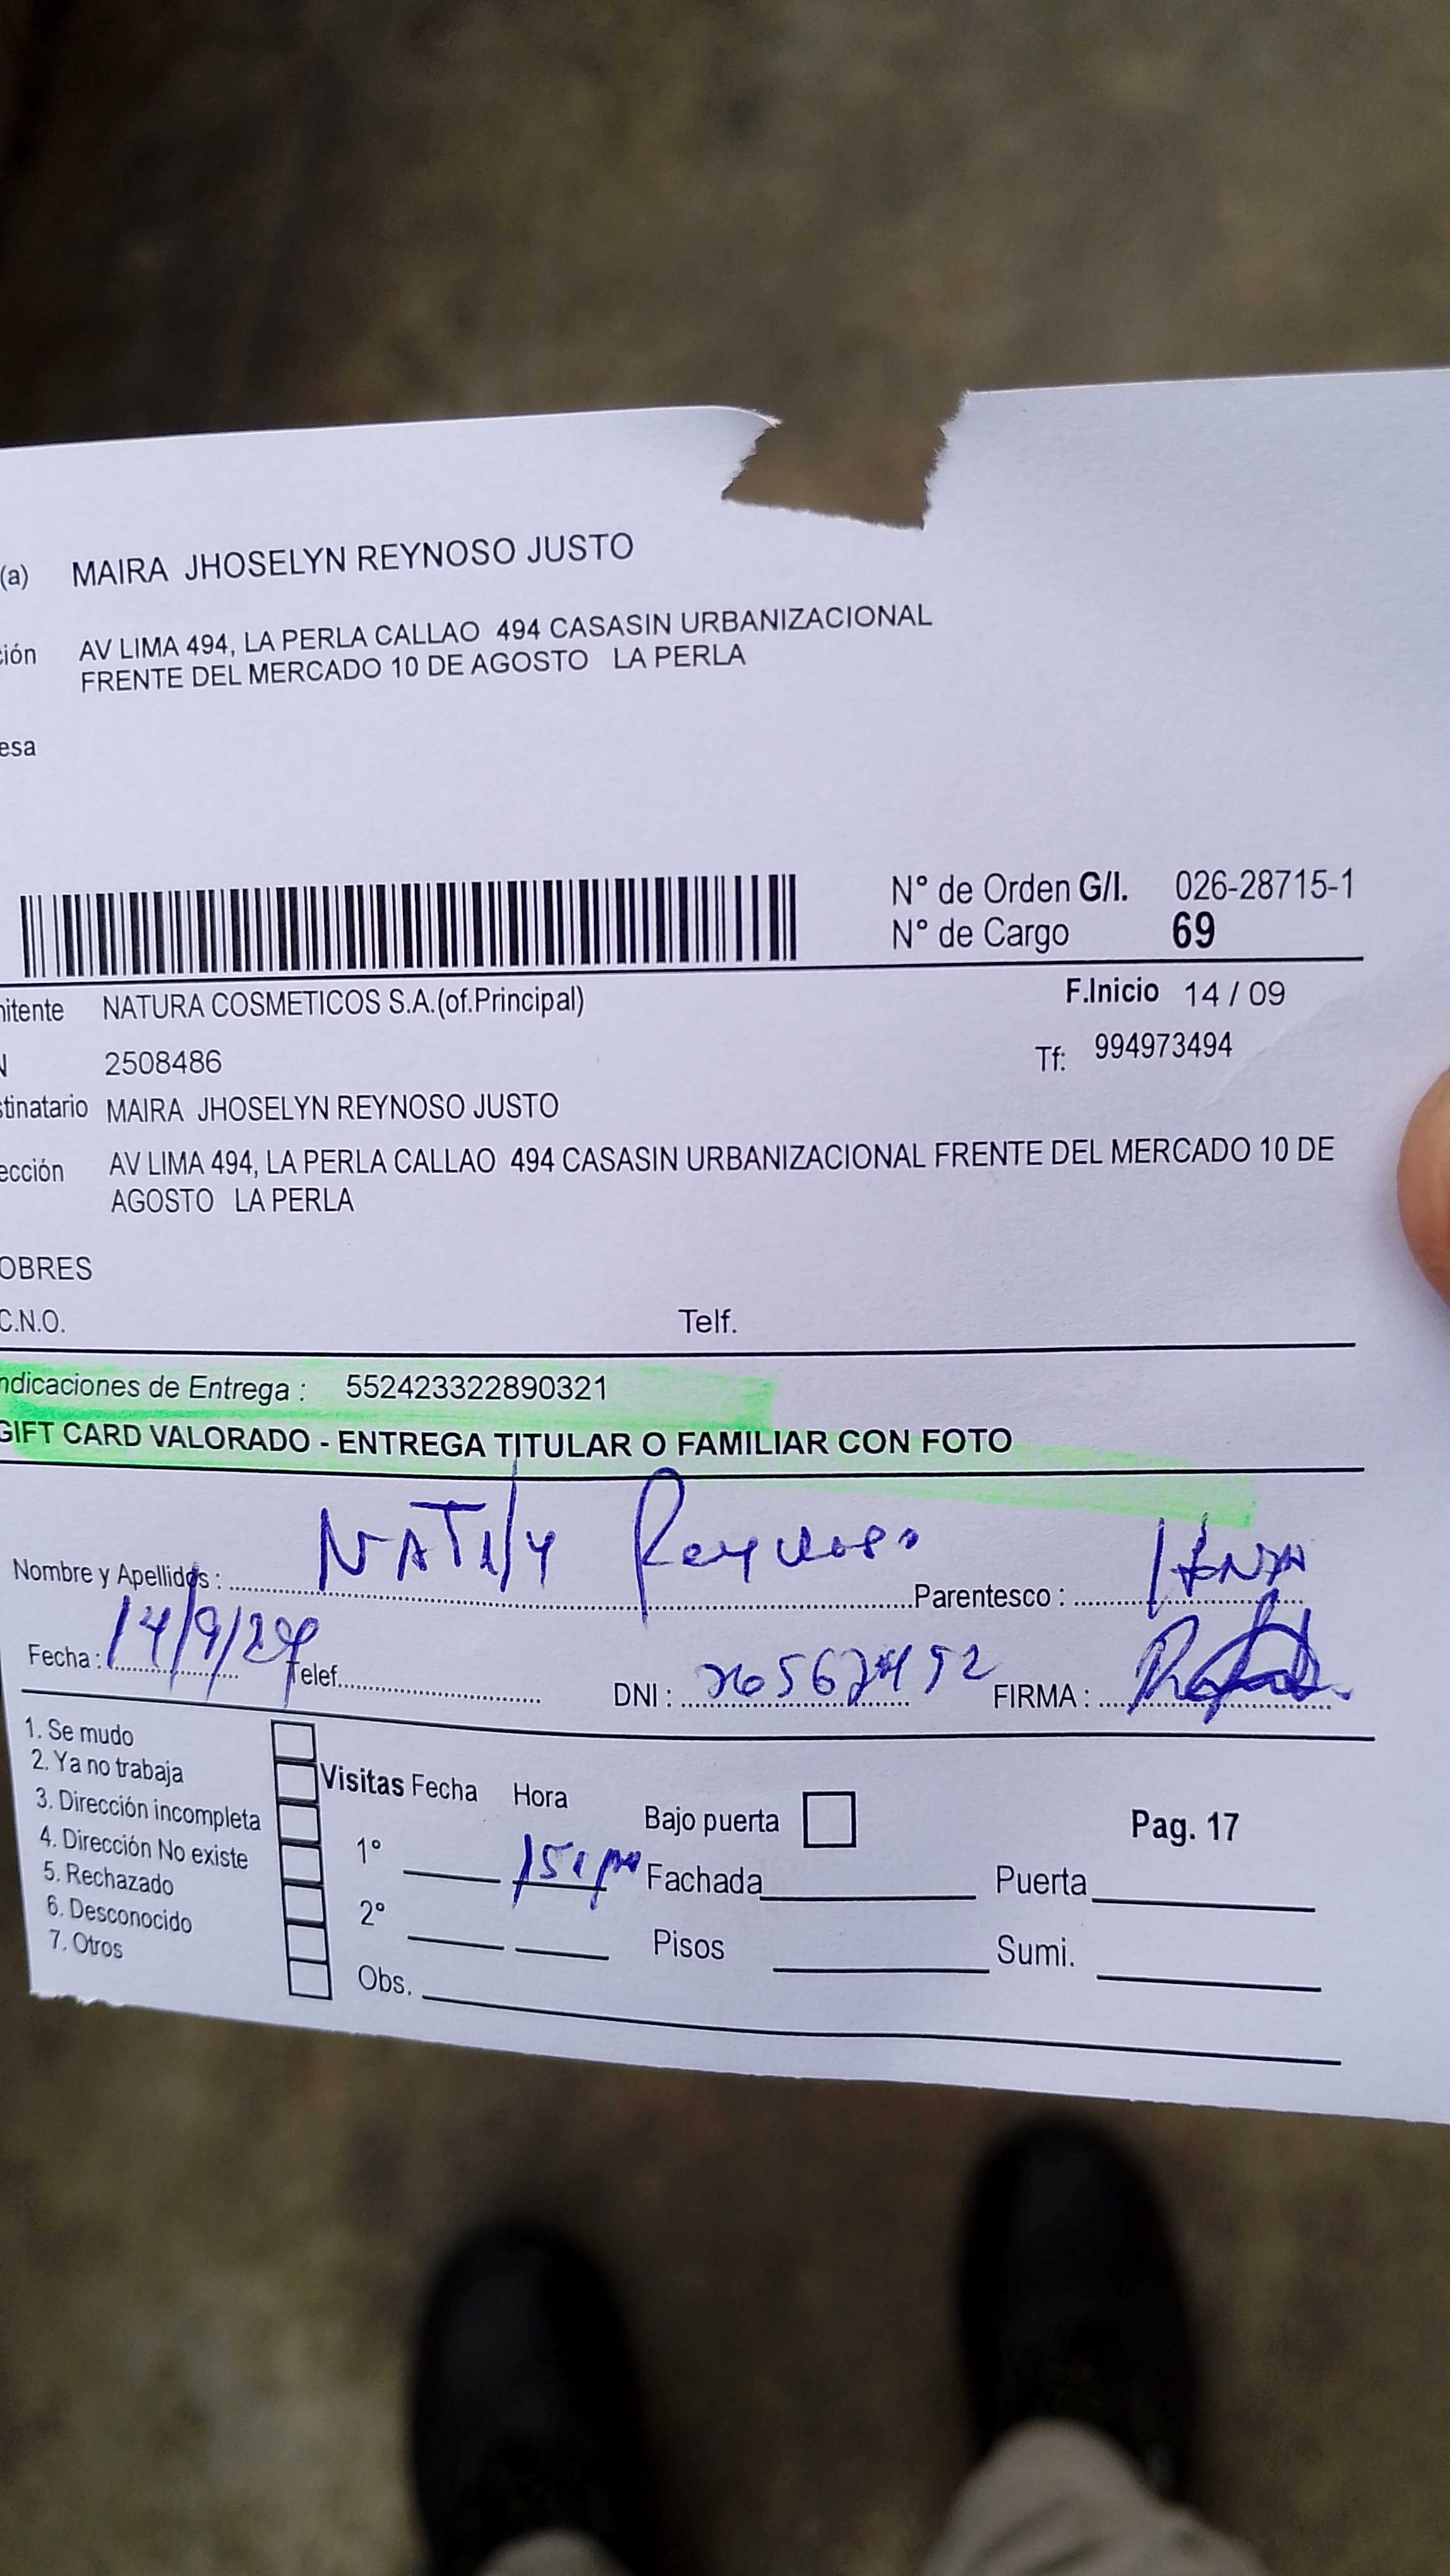 (a) MAIRA JHOSELYN REYNOSO JUSTO
ión AV LIMA 494, LA PERLA CALLAO 494 CASASIN URBANIZACIONAL
FRENTE DEL MERCADO 10 DE AGOSTO LA PERLA
esa
N° de Orden G/I. 026-28715-1
N° de Cargo 69
mitente NATURA COSMETICOS S.A.(of.Principal) F.Inicio 14 / 09
2508486 Tf: 994973494
stinatario MAIRA JHOSELYN REYNOSO JUSTO
ección AV LIMA 494, LA PERLA CALLAO 494 CASASIN URBANIZACIONAL FRENTE DEL MERCADO 10 DE
AGOSTO LA PERLA
OBRES
C.N.O. Telf.
ndicaciones de Entrega : 552423322890321
GIFT CARD VALORADO - ENTREGA TITULAR O FAMILIAR CON FOTO
Nombre y Apellidos : NATIly Reynoso Parentesco :
Fecha : 14/9/24 Telef. DNI : FIRMA :
1. Se mudo
2. Ya no trabaja
3. Dirección incompleta
4. Dirección No existe
5. Rechazado
6. Desconocido
7. Otros
Visitas Fecha Hora Bajo puerta Pag. 17
1° Fachada Puerta
2° Pisos Sumi.
Obs.